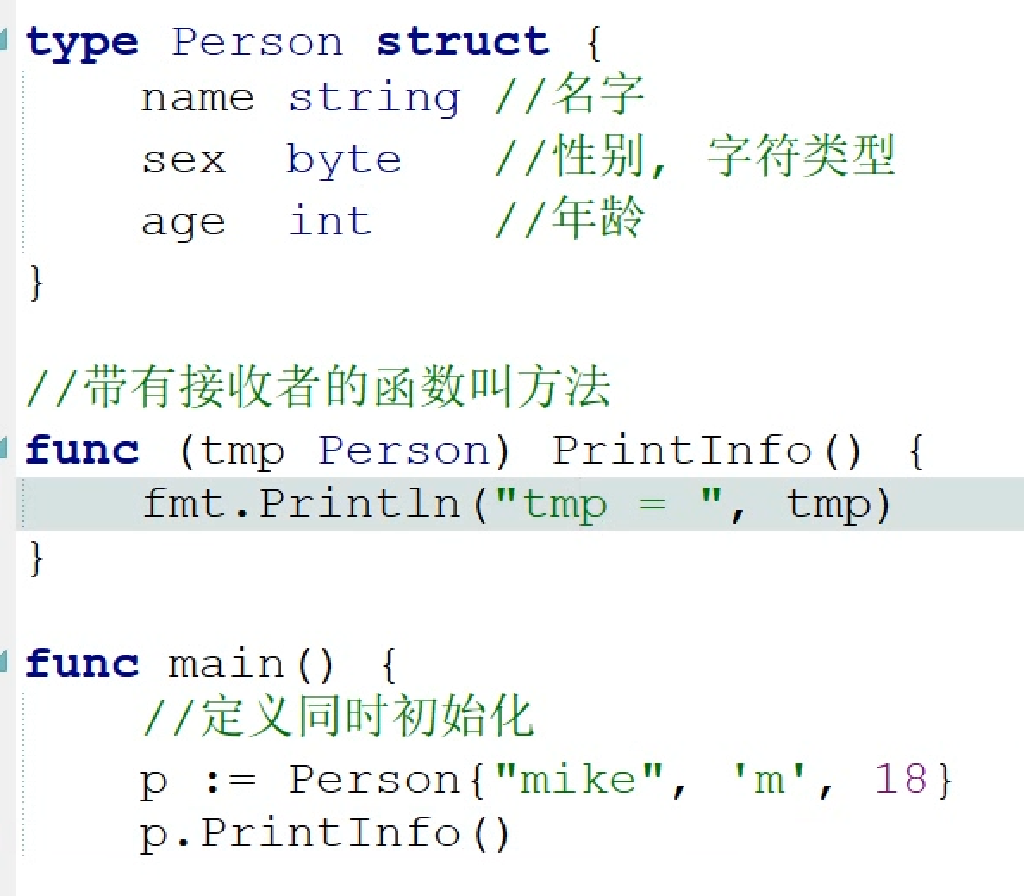 type Person struct {
    name string //名字
    sex  byte   //性别, 字符类型
    age  int    //年龄
}
//带有接收者的函数叫方法
func (tmp Person) PrintInfo() {
    fmt.Println("tmp = ", tmp)
}
func main() {
    //定义同时初始化
    p := Person{"mike", 'm', 18}
    p.PrintInfo()